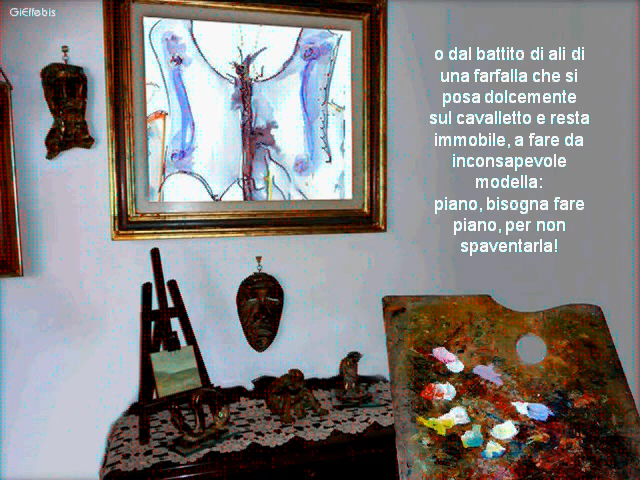 GiEffebis
o dal battito di ali di
una farfalla che si
posa dolcemente
sul cavalletto e resta
immobile, a fare da
inconsapevole
modella:
piano, bisogna fare
piano, per non
spaventarla!